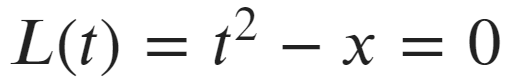 L(t) = t² − x = 0